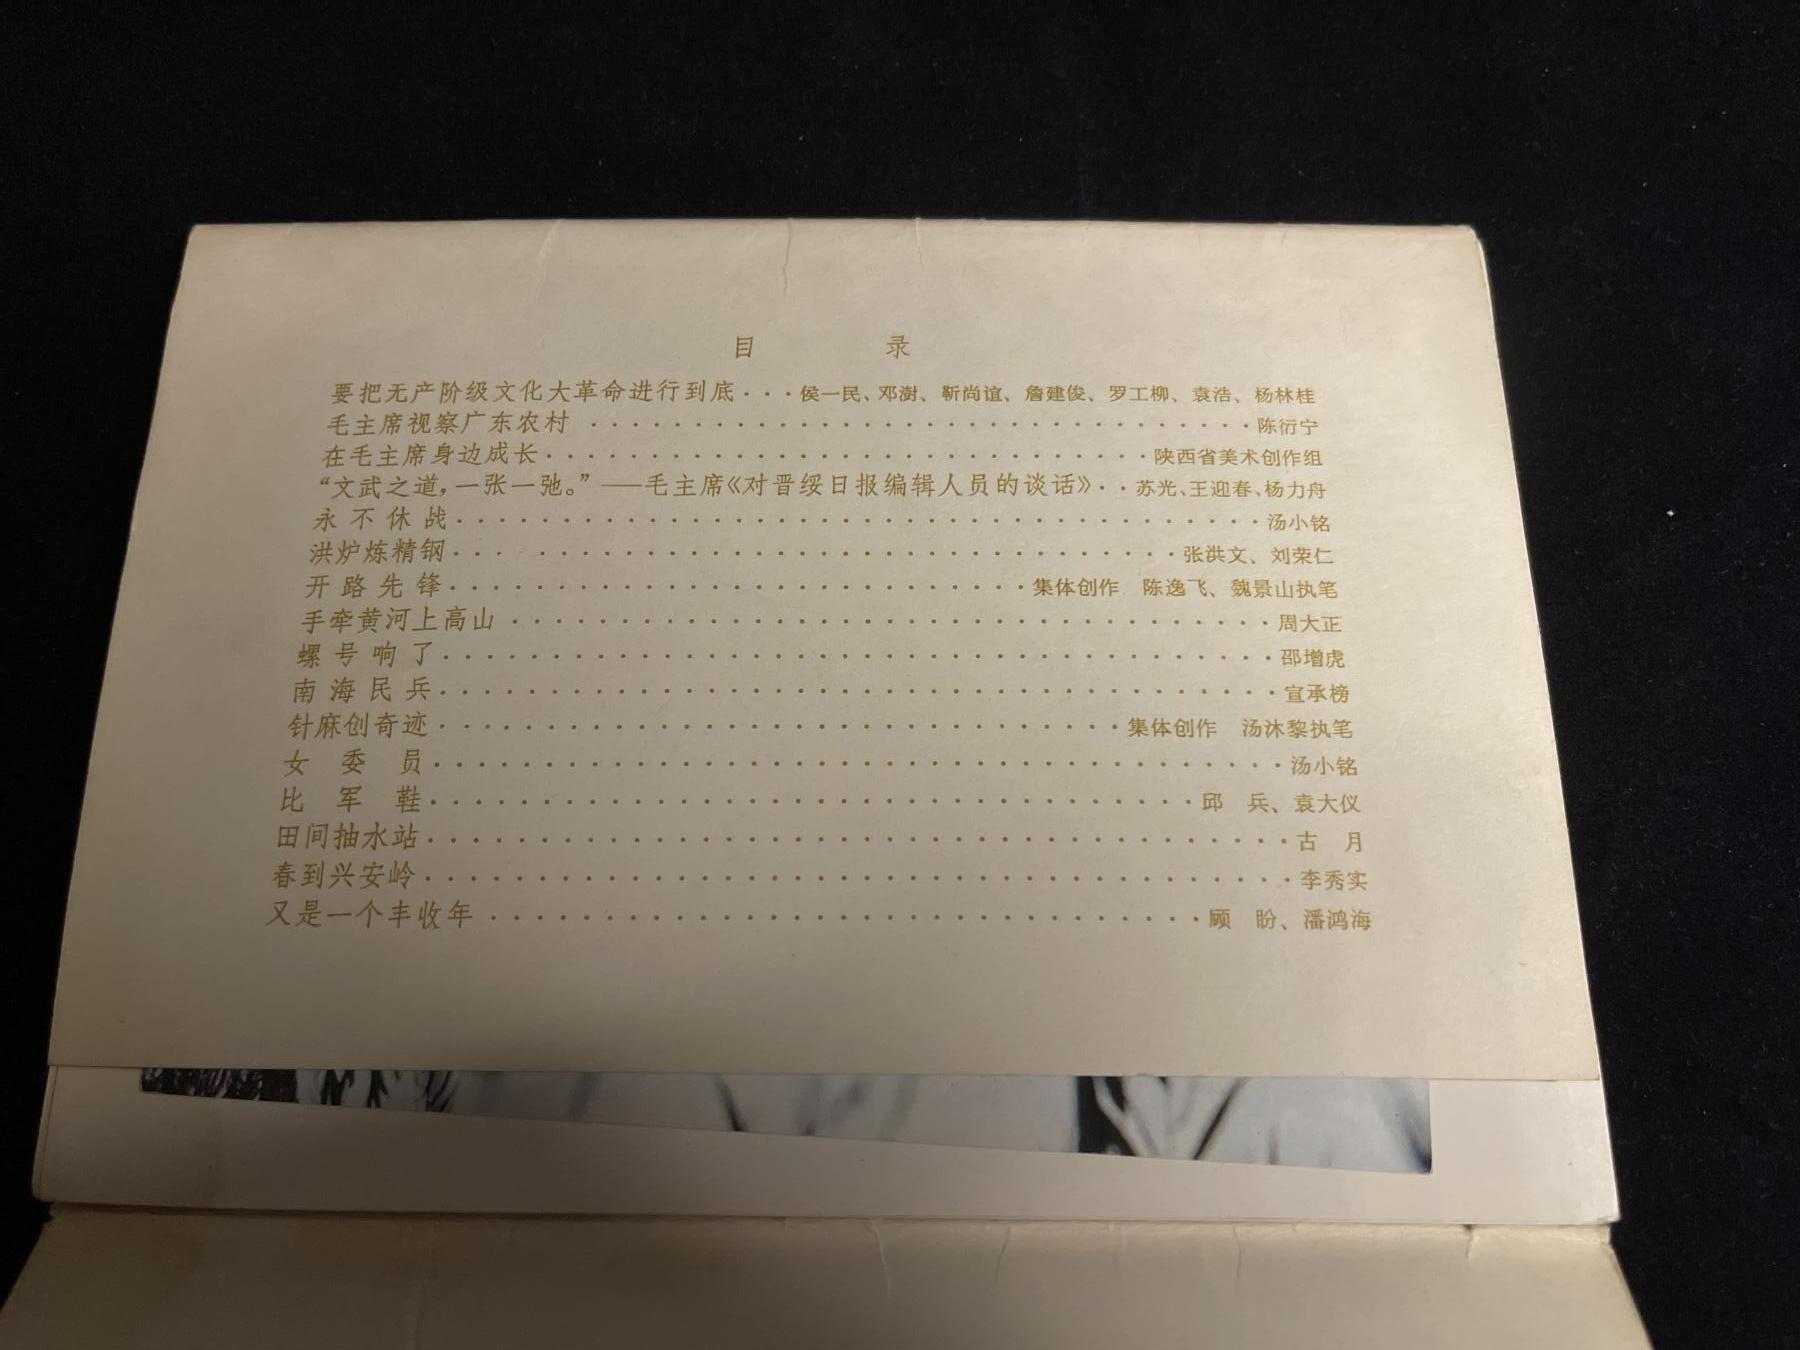 目 录
要把无产阶级文化大革命进行到底···侯一民、邓澍、靳尚谊、詹建俊、罗工柳、袁浩、杨林桂
毛主席视察广东农村·························陈衍宁
在毛主席身边成长·······················陕西省美术创作组
“文武之道，一张一弛。”——毛主席《对晋绥日报编辑人员的谈话》··苏光、王迎春、杨力舟
永不休战······························汤小铭
洪炉炼精钢···························张洪文、刘荣仁
开路先锋······················集体创作 陈逸飞、魏景山执笔
手牵黄河上高山····························周大正
螺号响了······························邵增虎
南海民兵······························宣承榜
针麻创奇迹·························集体创作 汤沐黎执笔
女委员·······························汤小铭
比军鞋····························邱 兵、袁大仪
田间抽水站······························古 月
春到兴安岭······························李秀实
又是一个丰收年·························顾 盼、潘鸿海